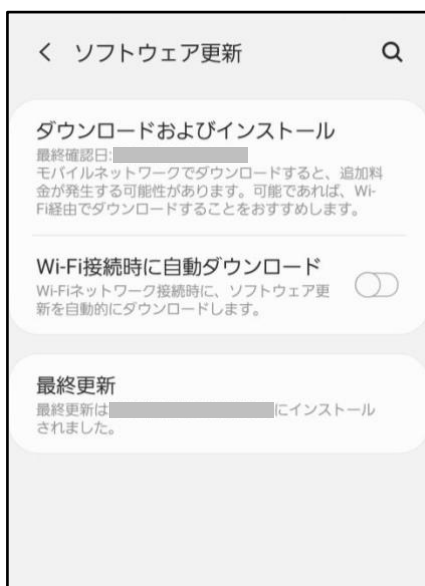 ソフトウェア更新
ダウンロードおよびインストール
最終確認日:
モバイルネットワークでダウンロードすると、追加料
金が発生する可能性があります。可能であれば、Wi-
Fi経由でダウンロードすることをおすすめします。
Wi-Fi接続時に自動ダウンロード
Wi-Fiネットワーク接続時に、ソフトウェア更
新を自動的にダウンロードします。
最終更新
最終更新は にインストール
されました。